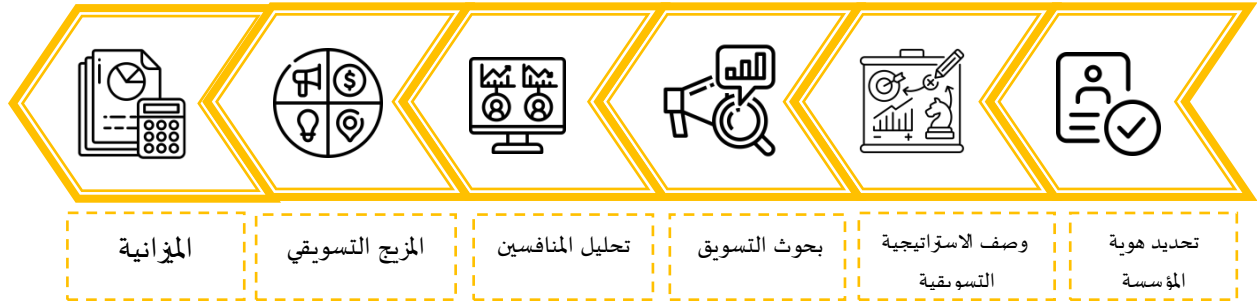 تحديد هوية
المؤسسة
وصف الاستراتيجية
التسويقية
بحوث التسويق
تحليل المنافسين
المزيج التسويقي
الميزانية